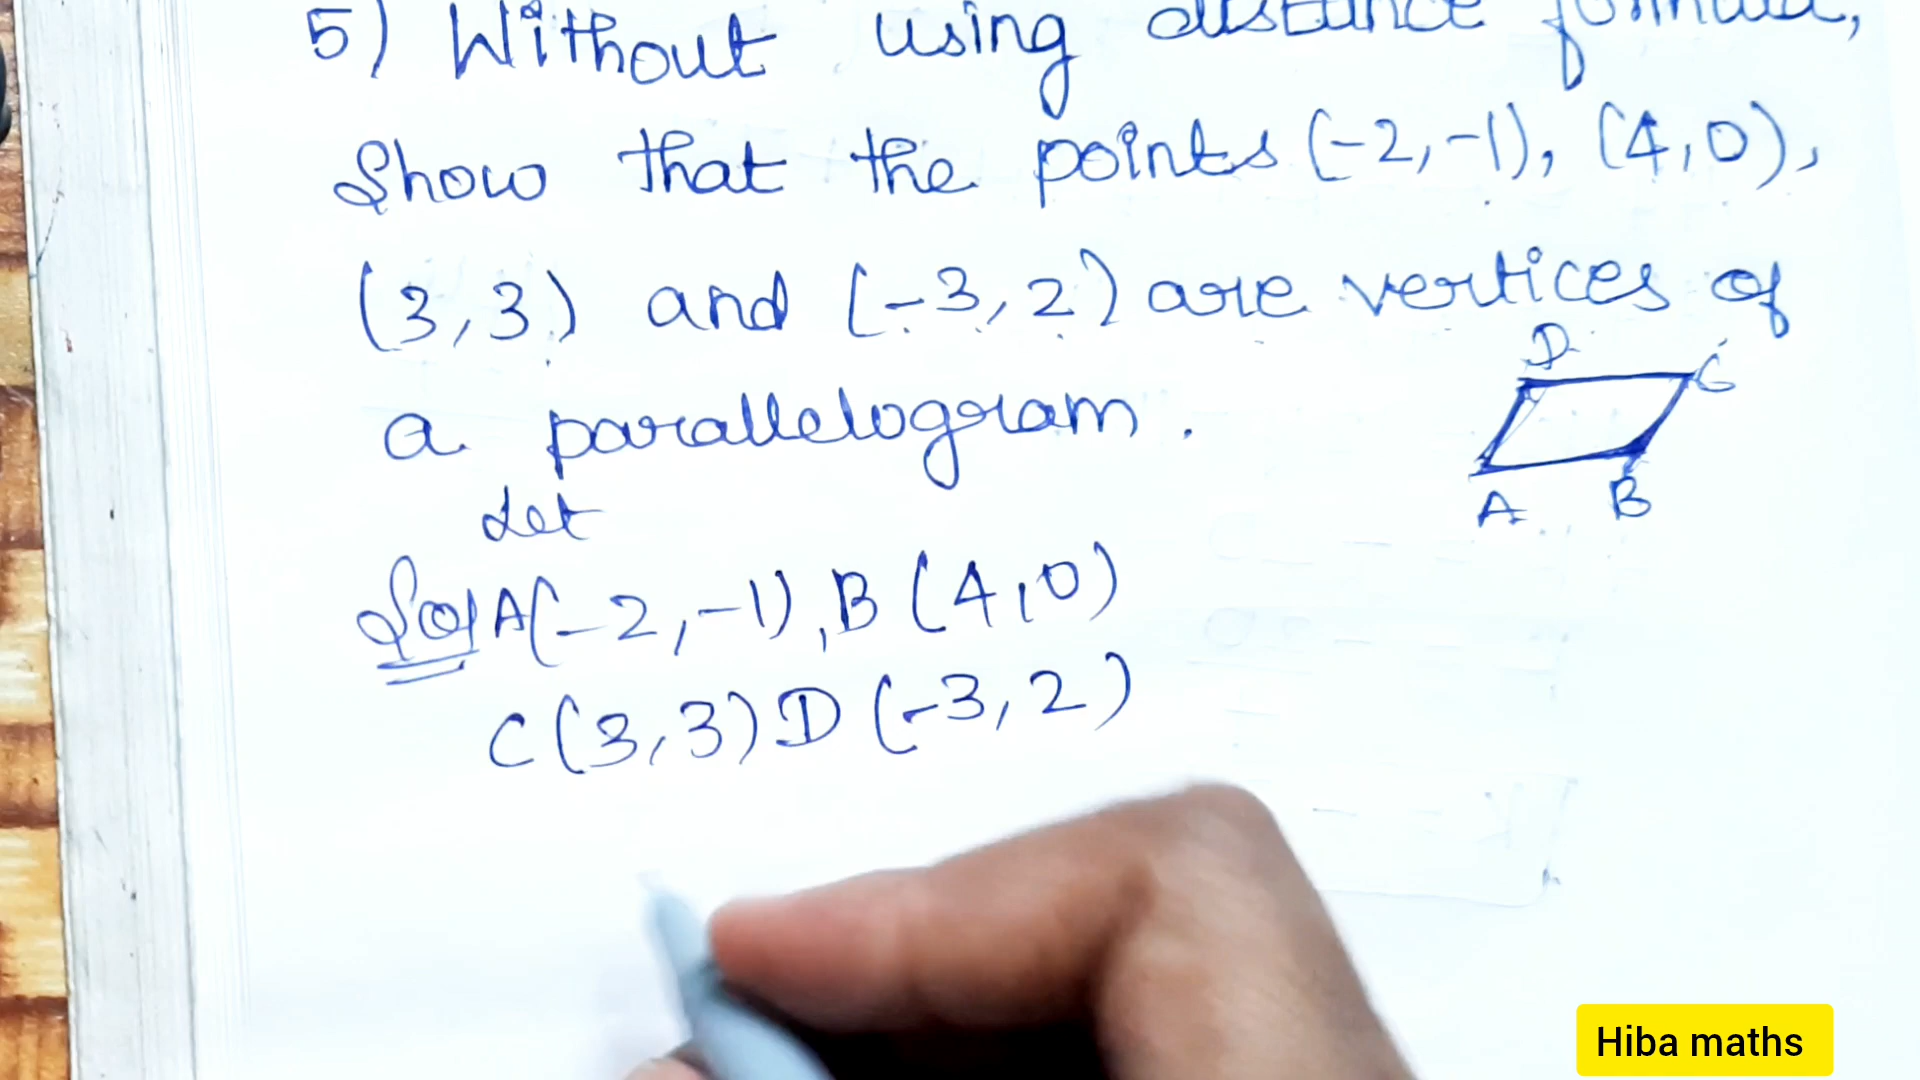 5) Without using distance formula,
Show that the points (-2,-1), (4,0),
(3,3) and (-3,2) are vertices of
a parallelogram.
D C
A B
Let
Sol A(-2,-1), B(4,0)
C(3,3) D(-3,2)
Hiba maths